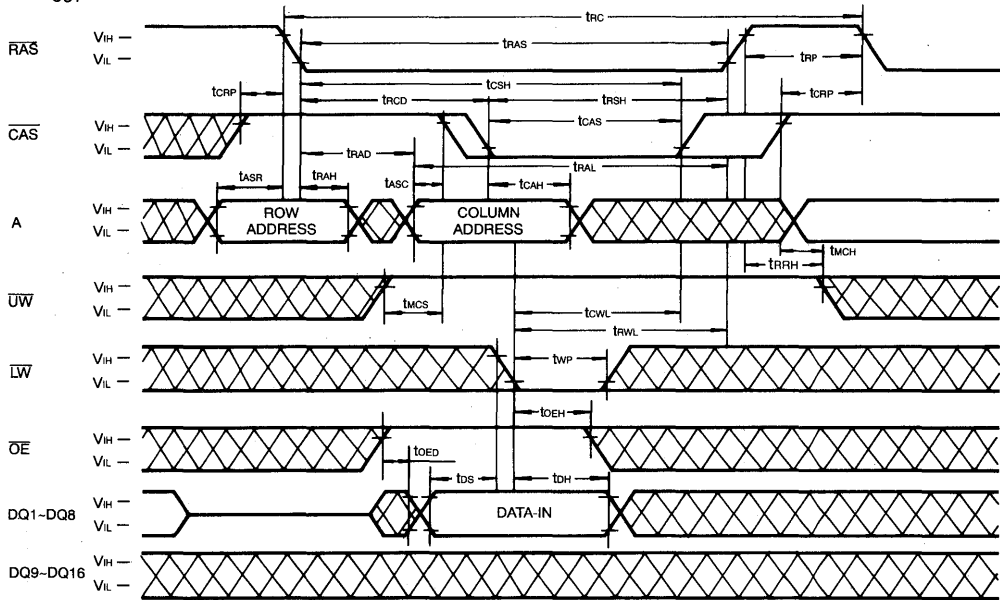 tRC
RAS VIH
VIL
tRAS
tRP
tCRP
tCSH
tCRP
tRCD
tRSH
CAS VIH
VIL
tCAS
tRAD
tRAL
tASR
tRAH
tASC
tCAH
A VIH
VIL
ROW ADDRESS
COLUMN ADDRESS
tMCH
tRRH
UW VIH
VIL
tMCS
tCWL
tRWL
LW VIH
VIL
tWP
tOEH
OE VIH
VIL
tOED
tDS
tDH
DQ1~DQ8 VIH
VIL
DATA-IN
DQ9~DQ16 VIH
VIL